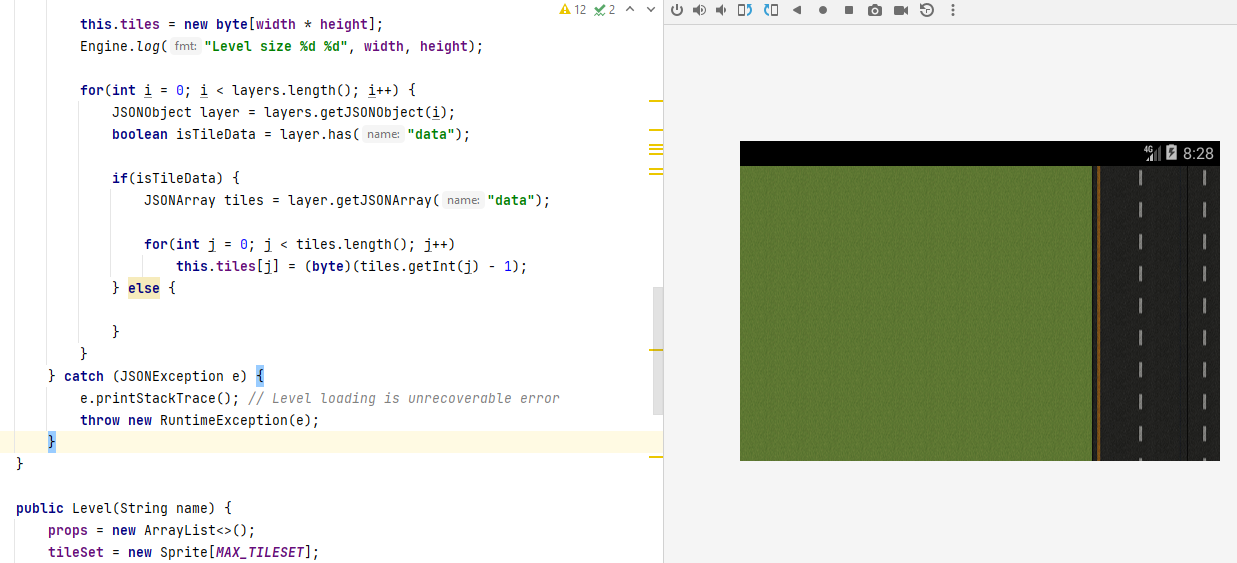 12 2
this.tiles = new byte[width * height];
Engine.log( fmt: "Level size %d %d", width, height);
for(int i = 0; i < layers.length(); i++) {
JSONObject layer = layers.getJSONObject(i);
boolean isTileData = layer.has( name: "data");
if(isTileData) {
JSONArray tiles = layer.getJSONArray( name: "data");
for(int j = 0; j < tiles.length(); j++)
this.tiles[j] = (byte)(tiles.getInt(j) - 1);
} else {
}
}
} catch (JSONException e) {
e.printStackTrace(); // Level loading is unrecoverable error
throw new RuntimeException(e);
}
}
public Level(String name) {
props = new ArrayList<>();
tileSet = new Sprite[MAX_TILESET];
4G 8:28